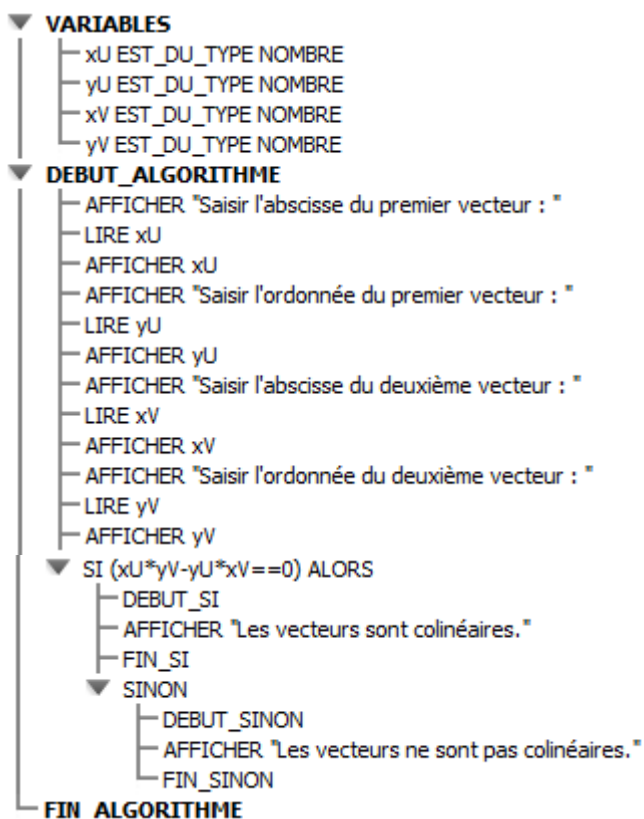 VARIABLES
xU EST_DU_TYPE NOMBRE
yU EST_DU_TYPE NOMBRE
xV EST_DU_TYPE NOMBRE
yV EST_DU_TYPE NOMBRE
DEBUT_ALGORITHME
AFFICHER "Saisir l'abscisse du premier vecteur : "
LIRE xU
AFFICHER xU
AFFICHER "Saisir l'ordonnée du premier vecteur : "
LIRE yU
AFFICHER yU
AFFICHER "Saisir l'abscisse du deuxième vecteur : "
LIRE xV
AFFICHER xV
AFFICHER "Saisir l'ordonnée du deuxième vecteur : "
LIRE yV
AFFICHER yV
SI (xU*yV-yU*xV==0) ALORS
DEBUT_SI
AFFICHER "Les vecteurs sont colinéaires."
FIN_SI
SINON
DEBUT_SINON
AFFICHER "Les vecteurs ne sont pas colinéaires."
FIN_SINON
FIN_ALGORITHME